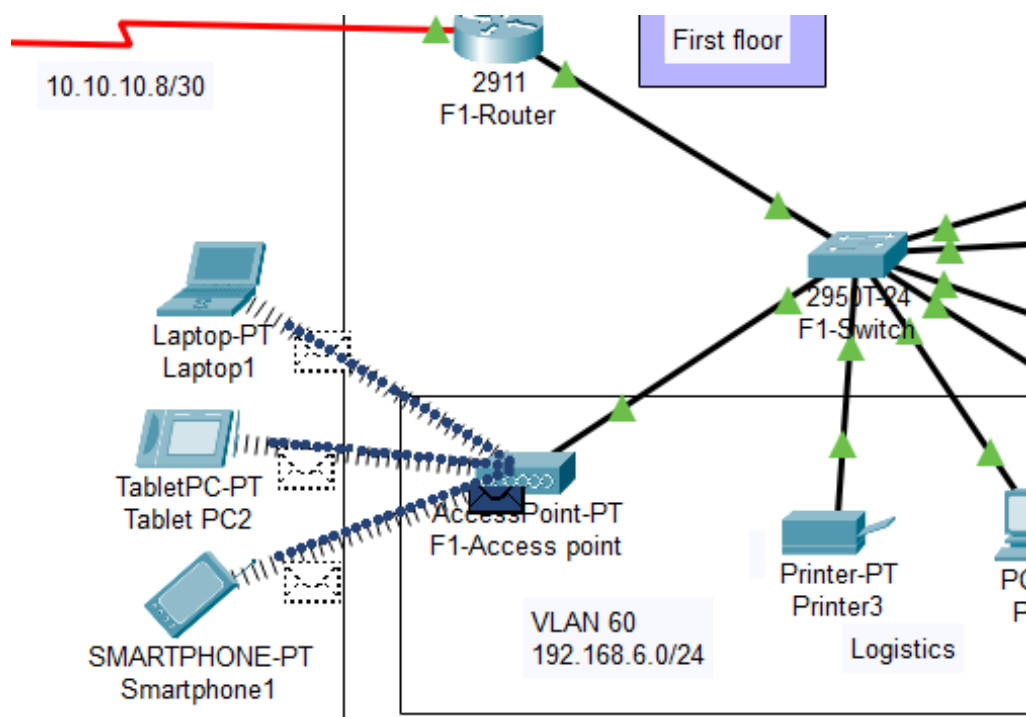 First floor
10.10.10.8/30
2911
F1-Router
2950T-24
F1-Switch
Laptop-PT
Laptop1
TabletPC-PT
Tablet PC2
AccessPoint-PT
F1-Access point
Printer-PT
Printer3
PC
P
SMARTPHONE-PT
Smartphone1
VLAN 60
192.168.6.0/24
Logistics